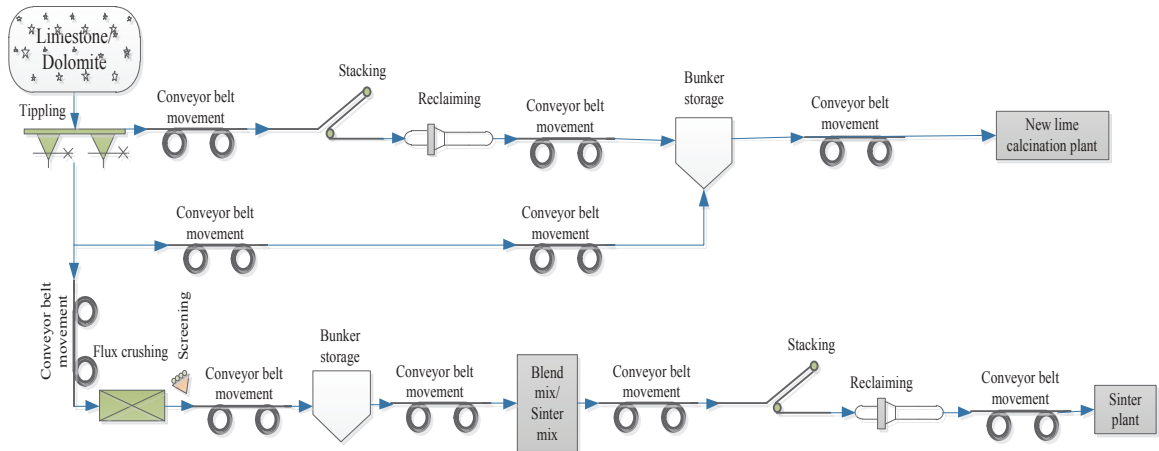 Limestone/
Dolomite
Tippling
Conveyor belt
movement
Stacking
Reclaiming
Conveyor belt
movement
Bunker
storage
Conveyor belt
movement
New lime
calcination plant
Conveyor belt
movement
Conveyor belt
movement
Conveyor belt
movement
Flux crushing
Screening
Conveyor belt
movement
Bunker
storage
Conveyor belt
movement
Blend
mix/
Sinter
mix
Conveyor belt
movement
Stacking
Reclaiming
Conveyor belt
movement
Sinter
plant